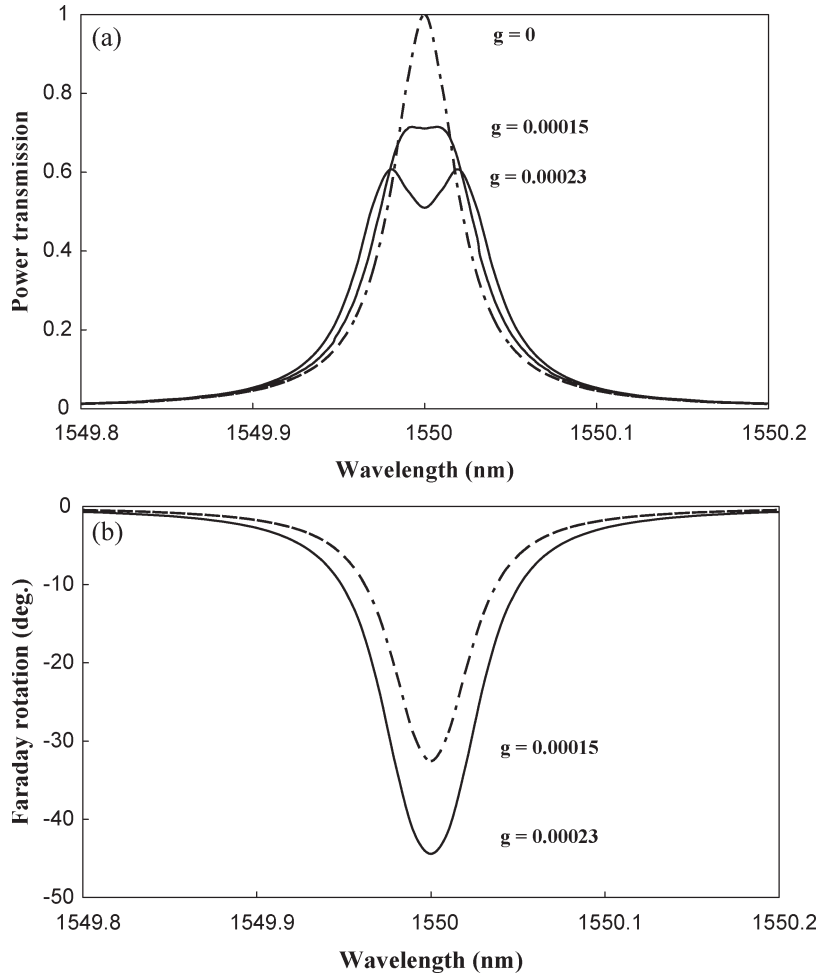 (a)
g = 0
g = 0.00015
g = 0.00023
Power transmission
1
0.8
0.6
0.4
0.2
0
1549.8
1549.9
1550
1550.1
1550.2
Wavelength (nm)
(b)
g = 0.00015
g = 0.00023
Faraday rotation (deg.)
0
-10
-20
-30
-40
-50
1549.8
1549.9
1550
1550.1
1550.2
Wavelength (nm)